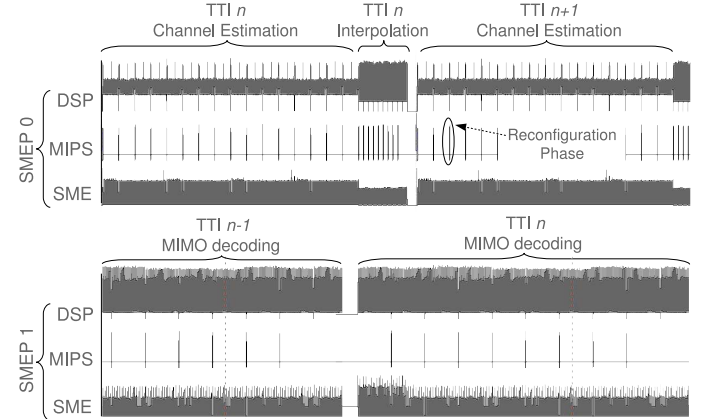 TTI n
Channel Estimation
TTI n
Interpolation
TTI n+1
Channel Estimation
SMEP 0
DSP
MIPS
SME
Reconfiguration
Phase
TTI n-1
MIMO decoding
TTI n
MIMO decoding
SMEP 1
DSP
MIPS
SME